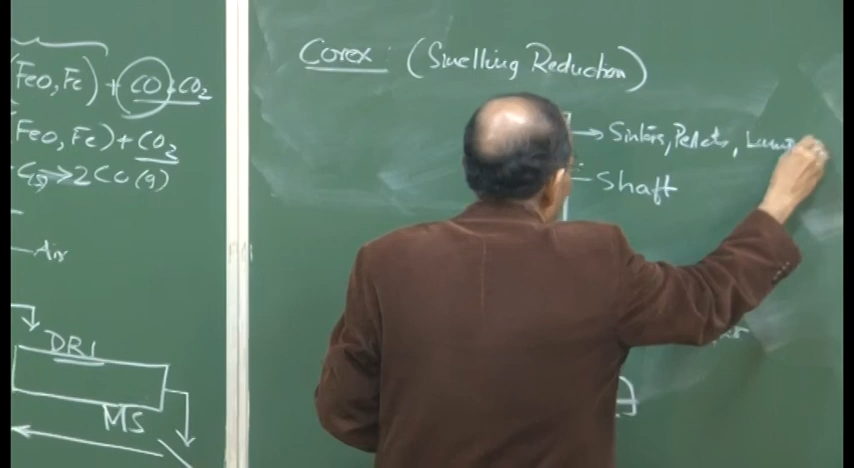 (FeO, Fe) + CO + CO2
(FeO, Fe) + CO2
C(s) → 2CO (g)
Air
DRI
MS
Corex : (Smelting Reduction)
→ Sinters, Pellets, Lump
Shaft